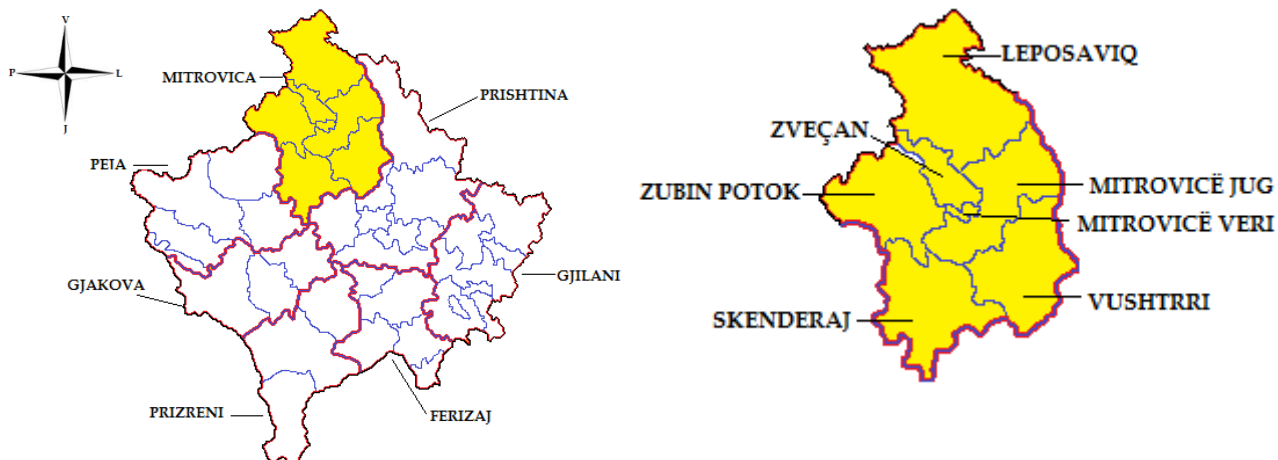 V
P L
J
MITROVICA
PRISHTINA
PEJA
GJAKOVA
GJILANI
PRIZRENI
FERIZAJ
LEPOSAVIQ
ZVEÇAN
ZUBIN POTOK
MITROVICË JUG
MITROVICË VERI
VUSHTRRI
SKENDERAJ